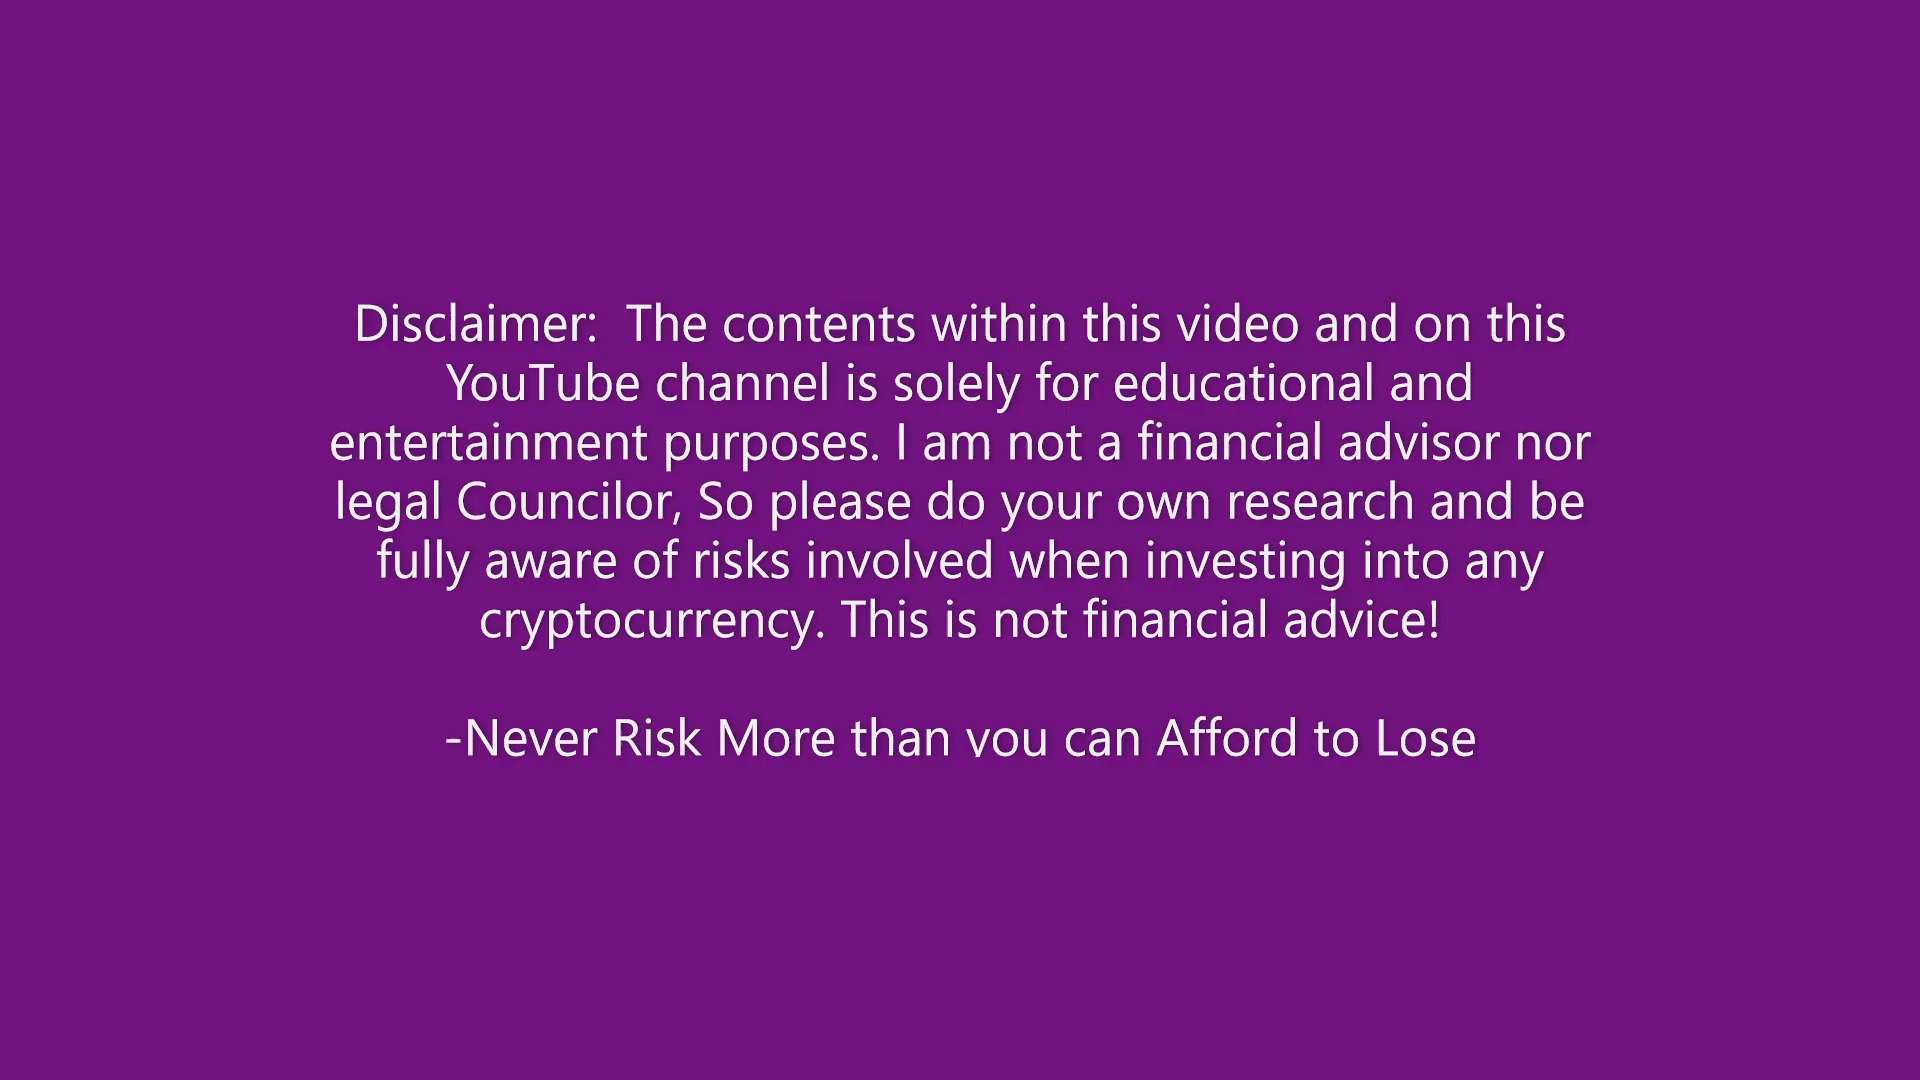 Disclaimer:  The contents within this video and on this
YouTube channel is solely for educational and
entertainment purposes. I am not a financial advisor nor
legal Councilor, So please do your own research and be
fully aware of risks involved when investing into any
cryptocurrency. This is not financial advice!
-Never Risk More than you can Afford to Lose